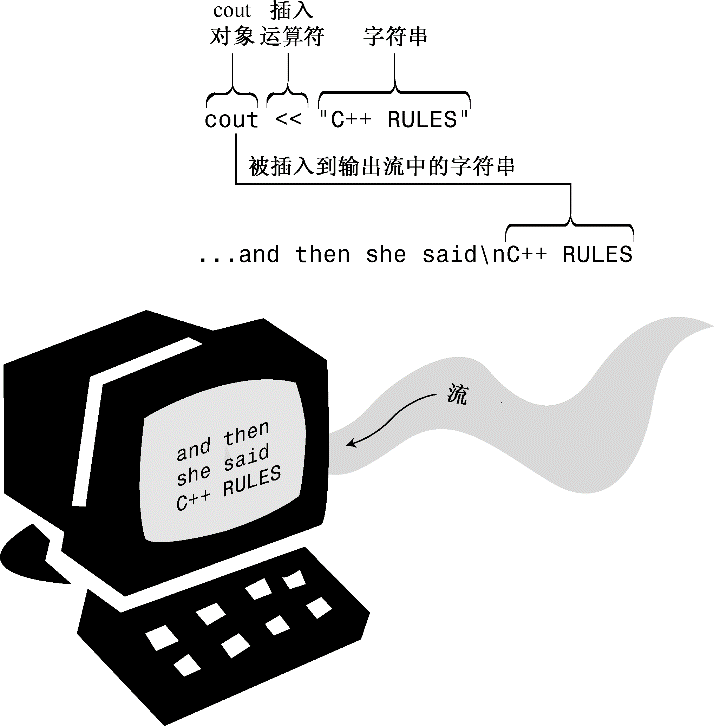 cout 插入
对象 运算符 字符串
cout << "C++ RULES"
被插入到输出流中的字符串
...and then she said\nC++ RULES
流
and then
she said
C++ RULES